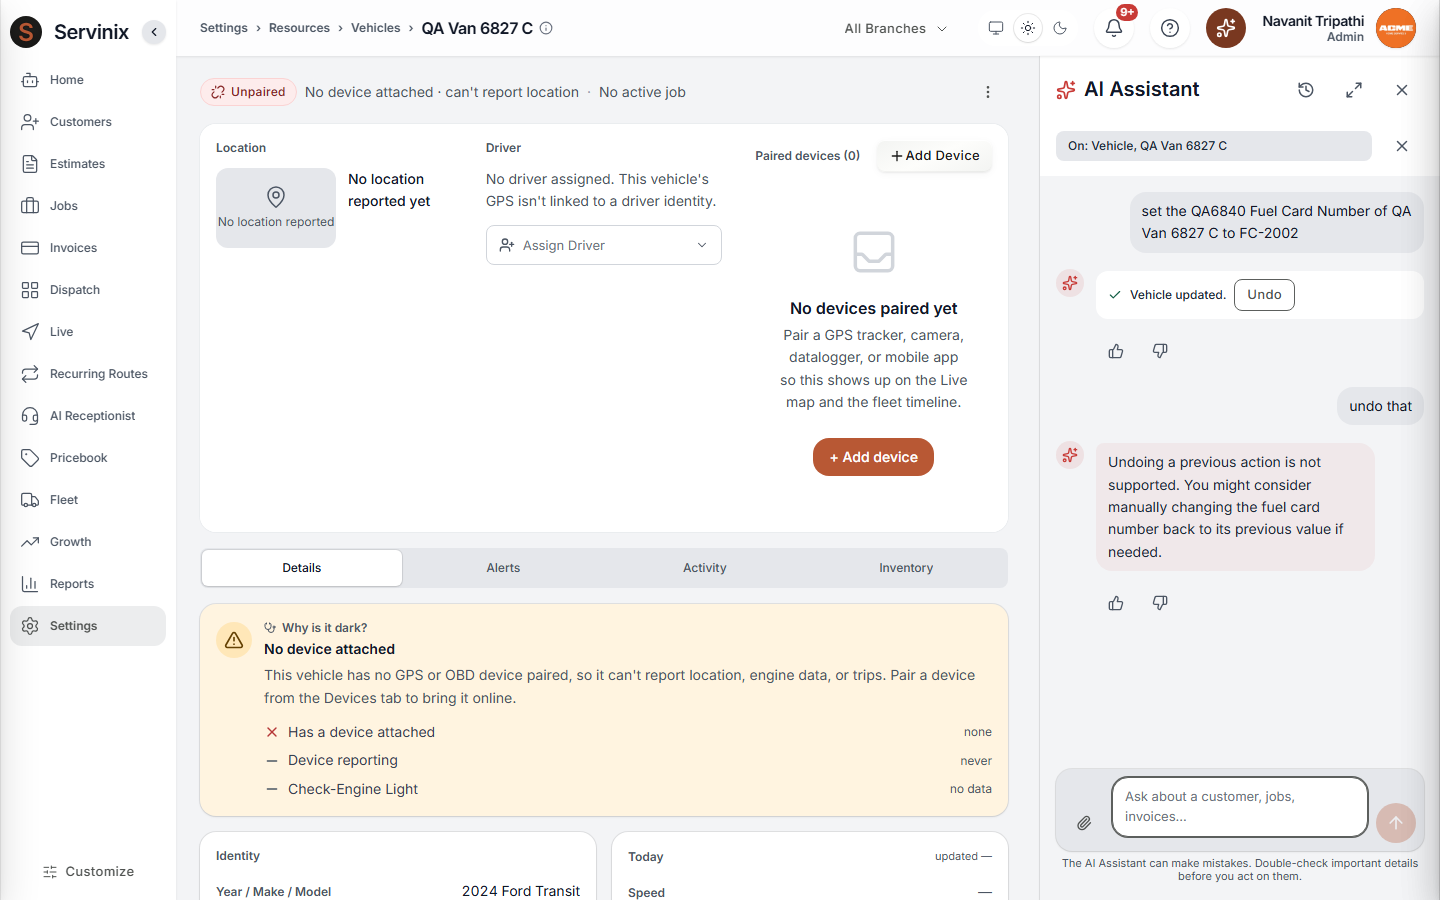 S Servinix
Home
Customers
Estimates
Jobs
Invoices
Dispatch
Live
Recurring Routes
AI Receptionist
Pricebook
Fleet
Growth
Reports
Settings
Customize
Settings › Resources › Vehicles › QA Van 6827 C
All Branches
9+
Navanit Tripathi
Admin
ACME
Unpaired
No device attached · can't report location · No active job
Location
No location reported
No location
reported yet
Driver
No driver assigned. This vehicle's
GPS isn't linked to a driver identity.
Assign Driver
Paired devices (0)
+ Add Device
No devices paired yet
Pair a GPS tracker, camera,
datalogger, or mobile app
so this shows up on the Live
map and the fleet timeline.
+ Add device
Details
Alerts
Activity
Inventory
Why is it dark?
No device attached
This vehicle has no GPS or OBD device paired, so it can't report location, engine data, or trips. Pair a device
from the Devices tab to bring it online.
Has a device attached none
Device reporting never
Check-Engine Light no data
Identity
Year / Make / Model 2024 Ford Transit
Today updated —
Speed —
AI Assistant
On: Vehicle, QA Van 6827 C
set the QA6840 Fuel Card Number of QA
Van 6827 C to FC-2002
Vehicle updated. Undo
undo that
Undoing a previous action is not
supported. You might consider
manually changing the fuel card
number back to its previous value if
needed.
Ask about a customer, jobs,
invoices...
The AI Assistant can make mistakes. Double-check important details
before you act on them.